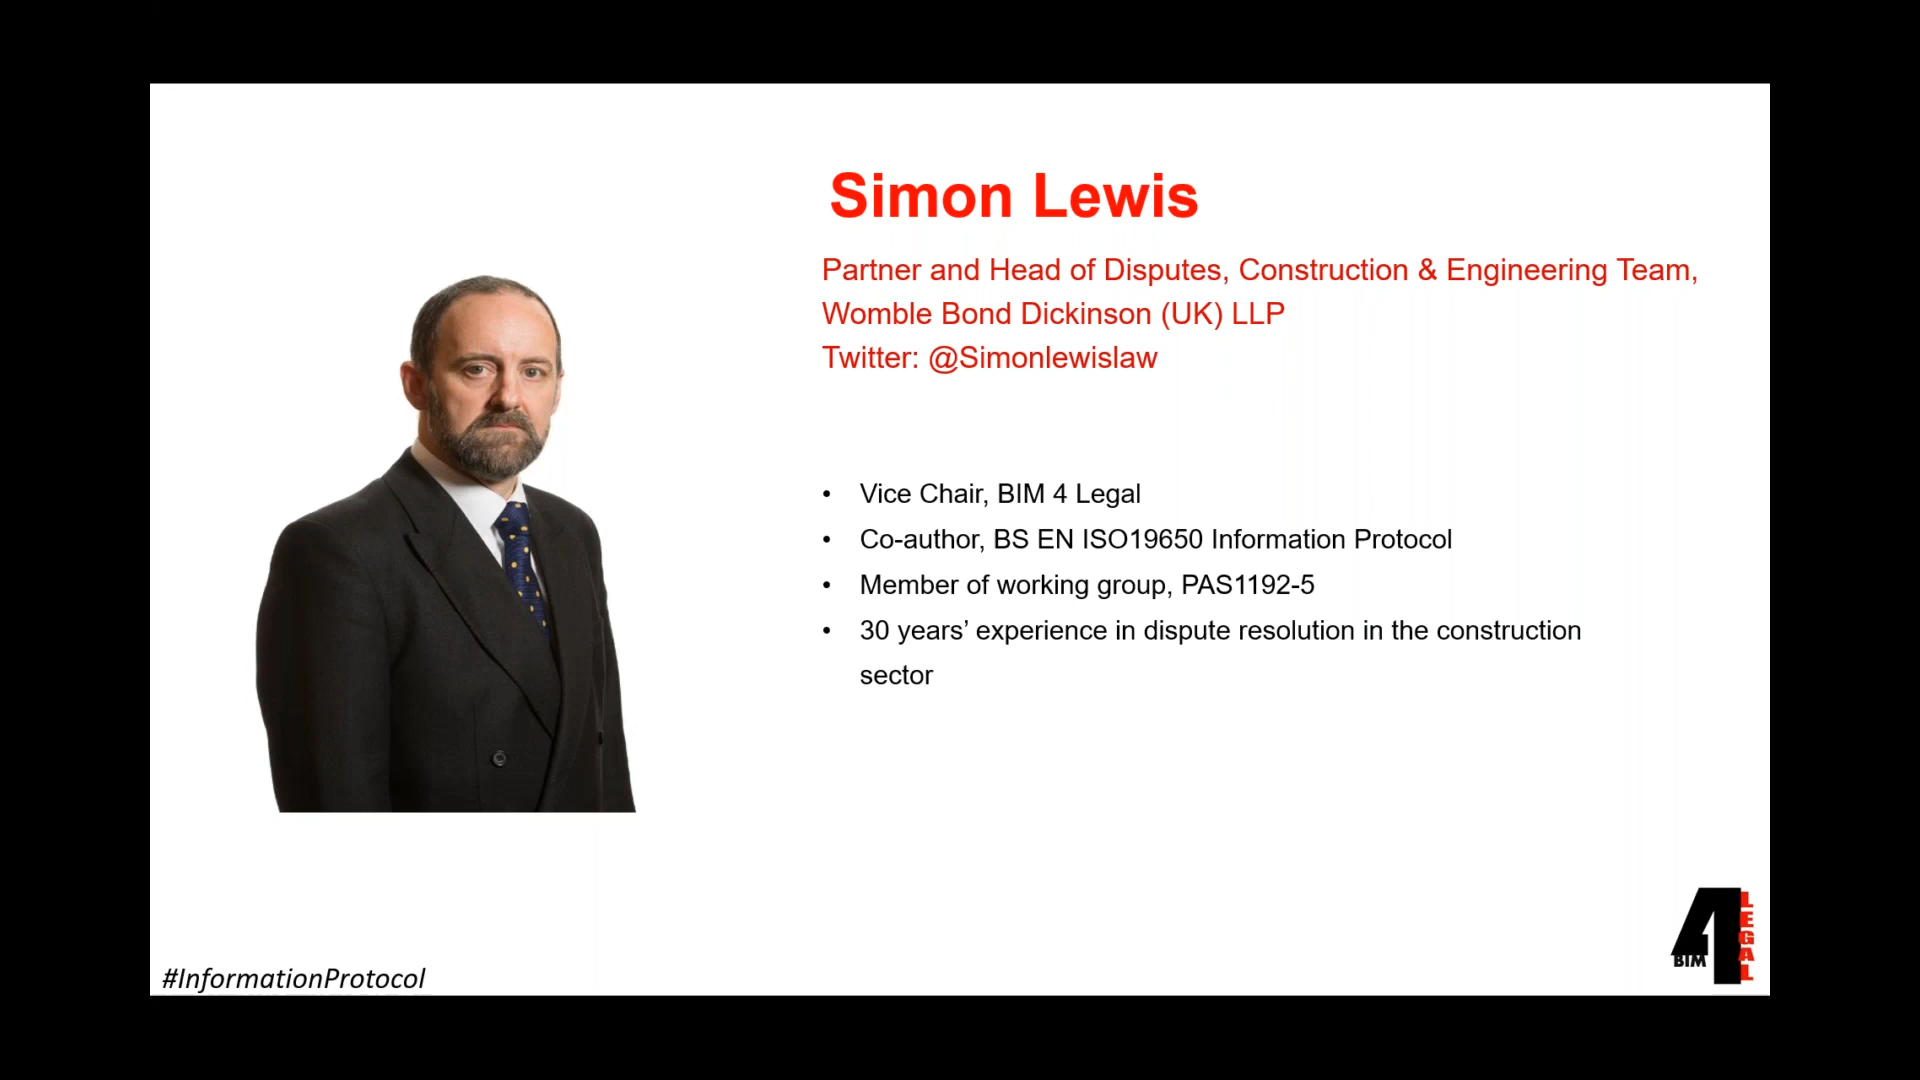 Simon Lewis
Partner and Head of Disputes, Construction & Engineering Team,
Womble Bond Dickinson (UK) LLP
Twitter: @Simonlewislaw
• Vice Chair, BIM 4 Legal
• Co-author, BS EN ISO19650 Information Protocol
• Member of working group, PAS1192-5
• 30 years’ experience in dispute resolution in the construction
sector
#InformationProtocol
4
BIM
LEGAL